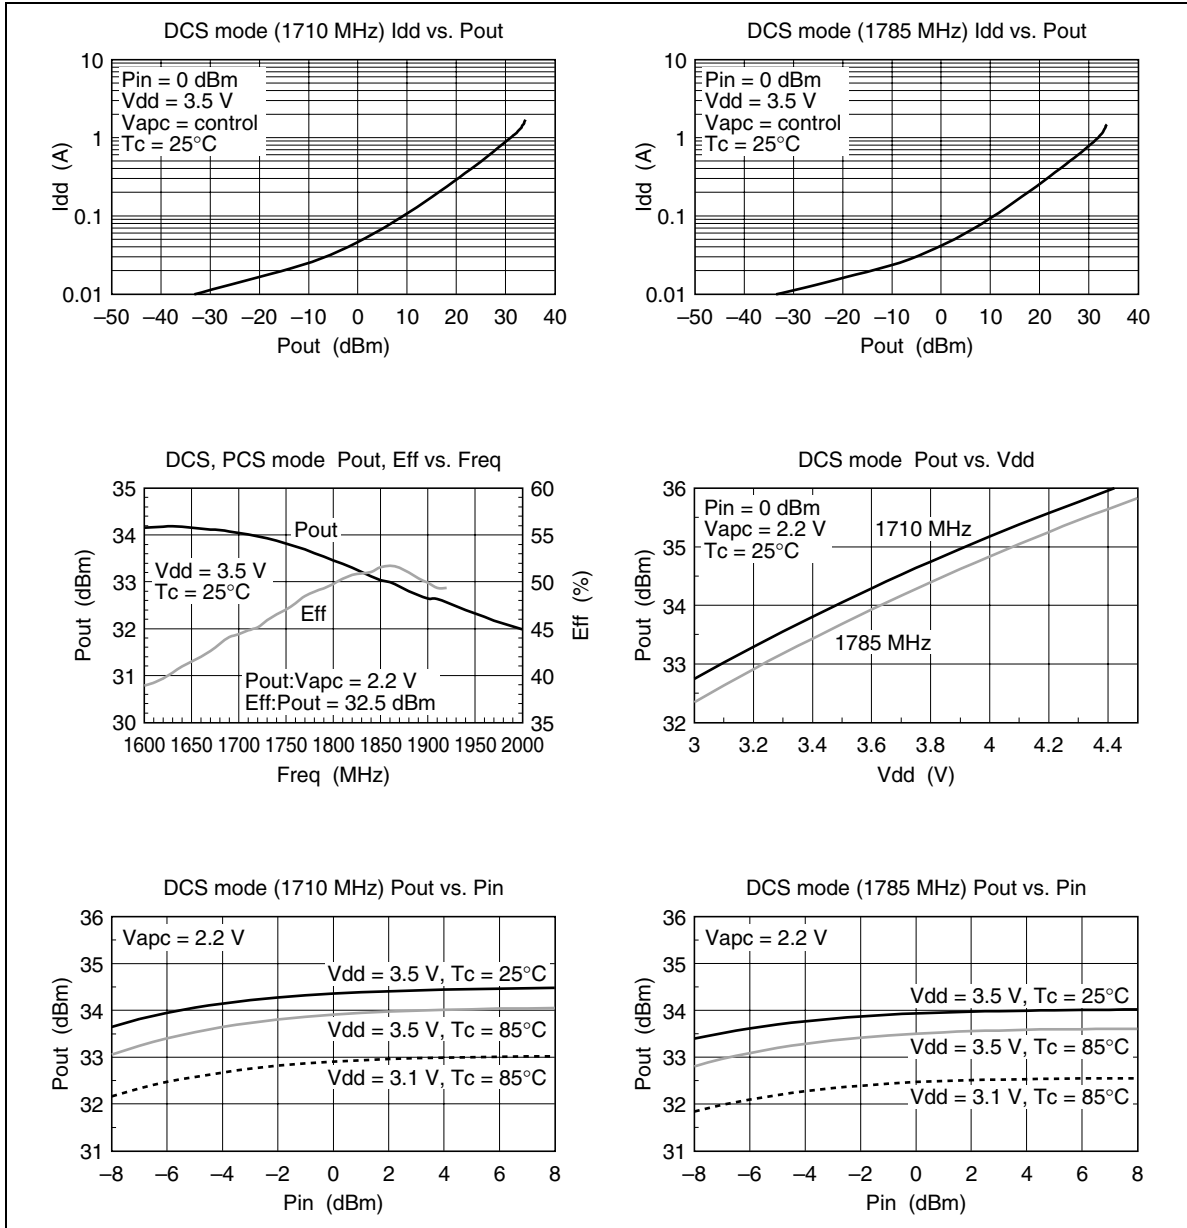 DCS mode (1710 MHz) Idd vs. Pout
10
1
0.1
0.01
Idd (A)
Pin = 0 dBm
Vdd = 3.5 V
Vapc = control
Tc = 25°C
–50 –40 –30 –20 –10 0 10 20 30 40
Pout (dBm)
DCS mode (1785 MHz) Idd vs. Pout
10
1
0.1
0.01
Idd (A)
Pin = 0 dBm
Vdd = 3.5 V
Vapc = control
Tc = 25°C
–50 –40 –30 –20 –10 0 10 20 30 40
Pout (dBm)
DCS, PCS mode Pout, Eff vs. Freq
35
34
33
32
31
30
Pout (dBm)
Pout
Vdd = 3.5 V
Tc = 25°C
Eff
Pout:Vapc = 2.2 V
Eff:Pout = 32.5 dBm
60
55
50
45
40
35
Eff (%)
1600 1650 1700 1750 1800 1850 1900 1950 2000
Freq (MHz)
DCS mode Pout vs. Vdd
36
35
34
33
32
Pout (dBm)
Pin = 0 dBm
Vapc = 2.2 V
Tc = 25°C
1710 MHz
1785 MHz
3 3.2 3.4 3.6 3.8 4 4.2 4.4
Vdd (V)
DCS mode (1710 MHz) Pout vs. Pin
36
35
34
33
32
31
Pout (dBm)
Vapc = 2.2 V
Vdd = 3.5 V, Tc = 25°C
Vdd = 3.5 V, Tc = 85°C
Vdd = 3.1 V, Tc = 85°C
–8 –6 –4 –2 0 2 4 6 8
Pin (dBm)
DCS mode (1785 MHz) Pout vs. Pin
36
35
34
33
32
31
Pout (dBm)
Vapc = 2.2 V
Vdd = 3.5 V, Tc = 25°C
Vdd = 3.5 V, Tc = 85°C
Vdd = 3.1 V, Tc = 85°C
–8 –6 –4 –2 0 2 4 6 8
Pin (dBm)